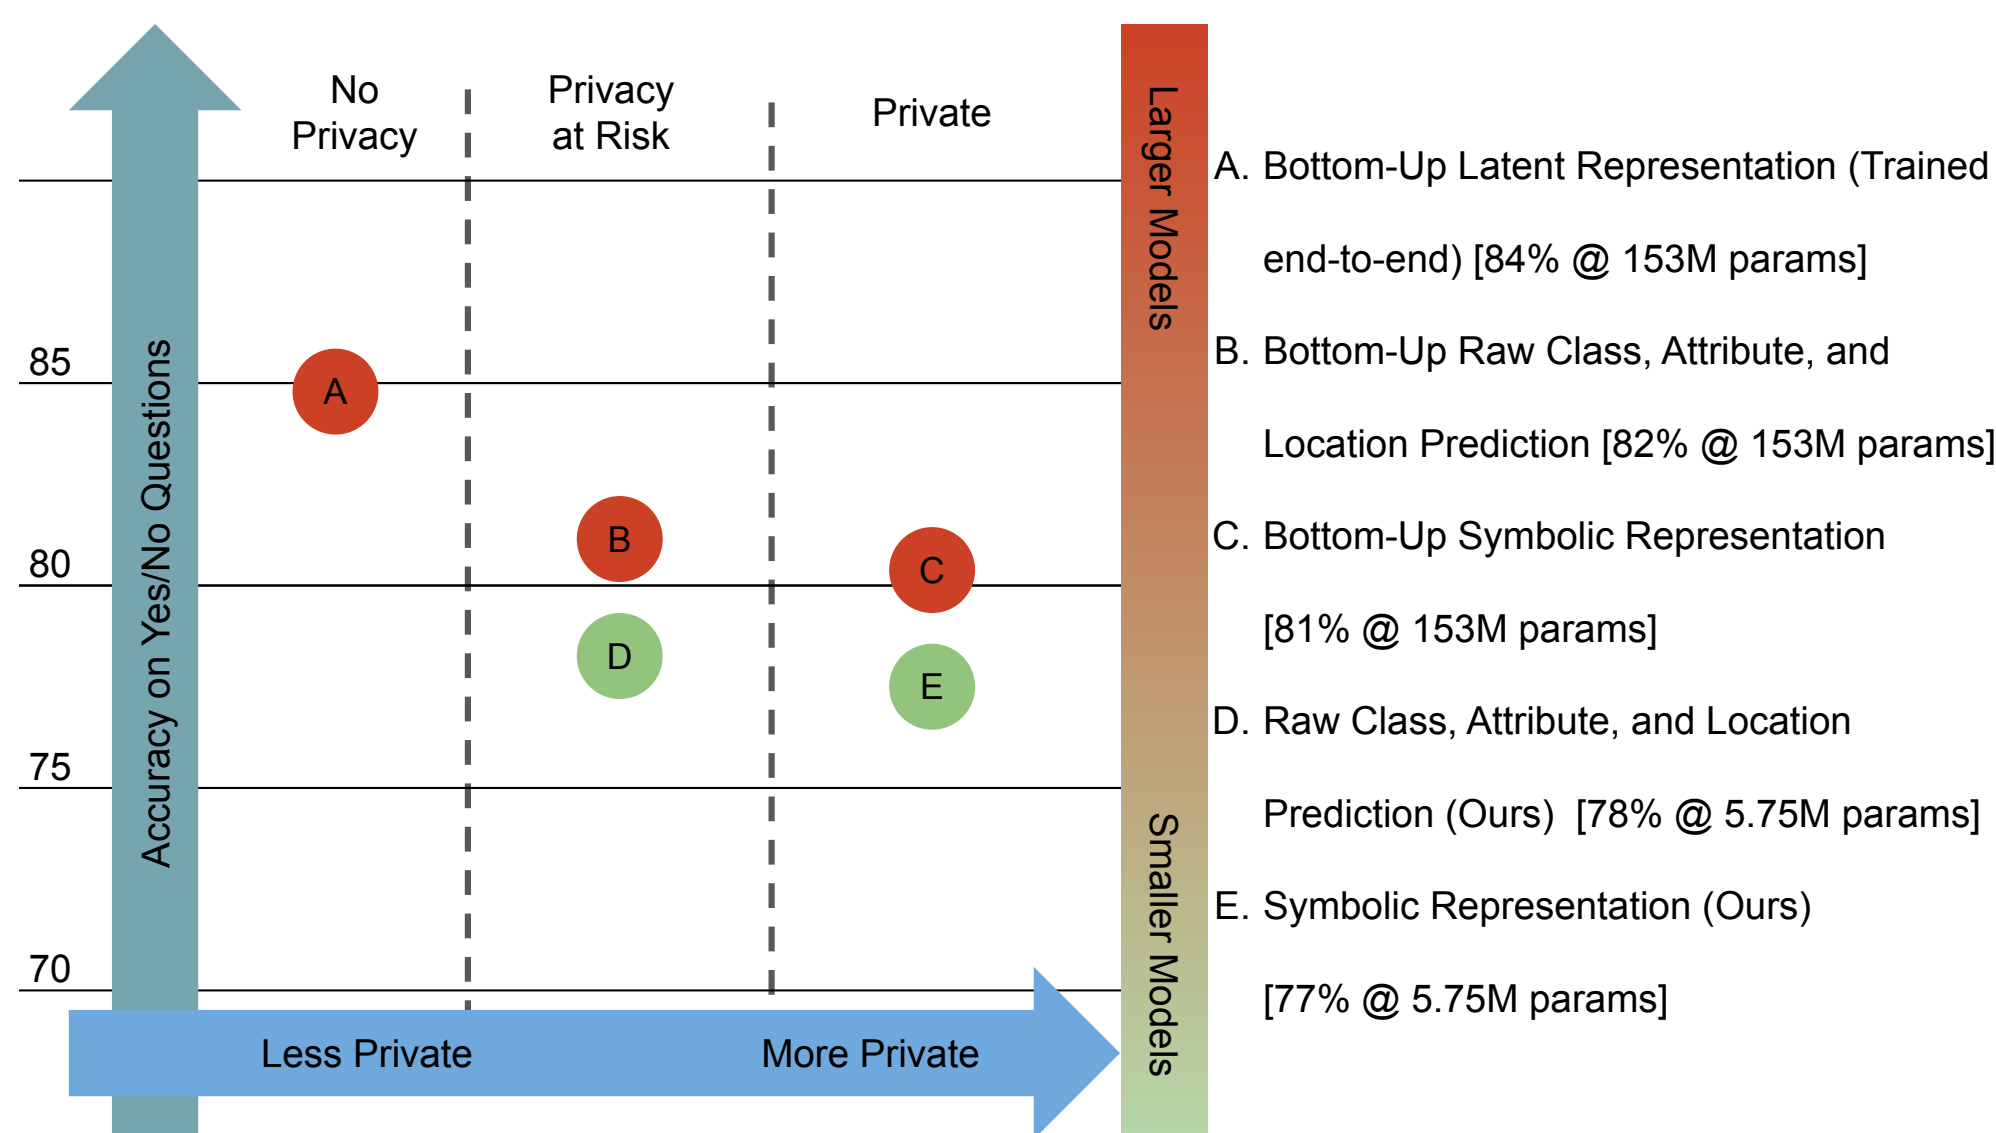 No
Privacy
Privacy
at Risk
Private
85
80
75
70
Accuracy on Yes/No Questions
A
B
C
D
E
Less Private
More Private
Larger Models
Smaller Models
A. Bottom-Up Latent Representation (Trained
end-to-end) [84% @ 153M params]
B. Bottom-Up Raw Class, Attribute, and
Location Prediction [82% @ 153M params]
C. Bottom-Up Symbolic Representation
[81% @ 153M params]
D. Raw Class, Attribute, and Location
Prediction (Ours) [78% @ 5.75M params]
E. Symbolic Representation (Ours)
[77% @ 5.75M params]